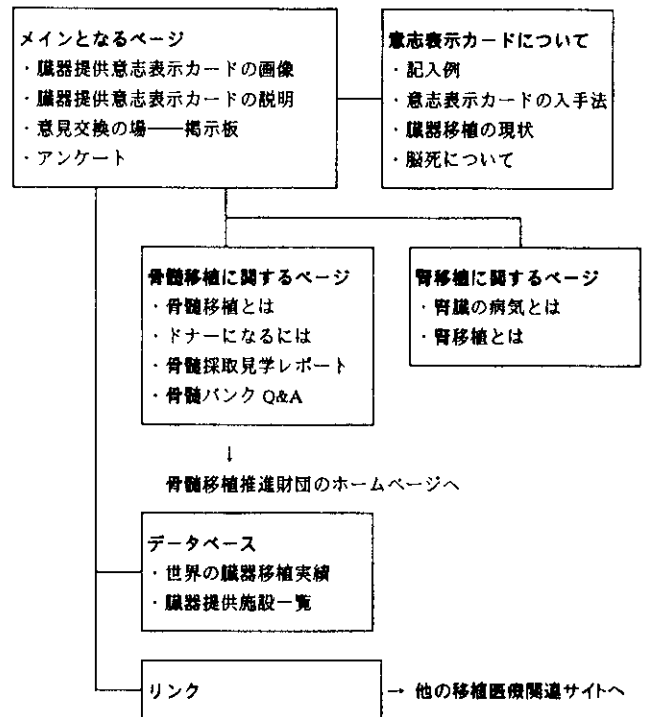 メインとなるページ
・臓器提供意志表示カードの画像
・臓器提供意志表示カードの説明
・意見交換の場——掲示板
・アンケート
意志表示カードについて
・記入例
・意志表示カードの入手法
・臓器移植の現状
・脳死について
骨髄移植に関するページ
・骨髄移植とは
・ドナーになるには
・骨髄採取見学レポート
・骨髄バンク Q&A
腎移植に関するページ
・腎臓の病気とは
・腎移植とは
↓
骨髄移植推進財団のホームページへ
データベース
・世界の臓器移植実績
・臓器提供施設一覧
リンク
→ 他の移植医療関連サイトへ